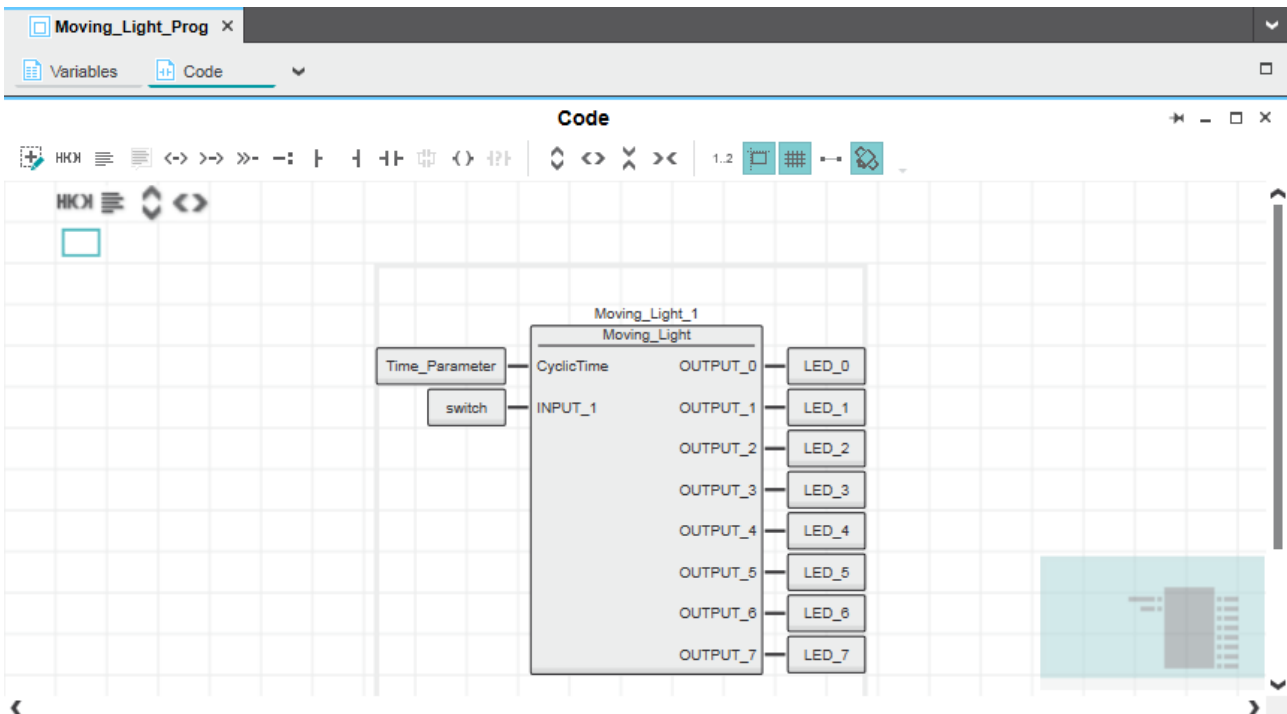 Moving_Light_Prog
Variables Code
Code
1..2
Moving_Light_1
Moving_Light
Time_Parameter CyclicTime OUTPUT_0 LED_0
switch INPUT_1 OUTPUT_1 LED_1
OUTPUT_2 LED_2
OUTPUT_3 LED_3
OUTPUT_4 LED_4
OUTPUT_5 LED_5
OUTPUT_6 LED_6
OUTPUT_7 LED_7